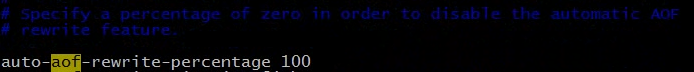 # Specify a percentage of zero in order to disable the automatic AOF
# rewrite feature.
auto-aof-rewrite-percentage 100